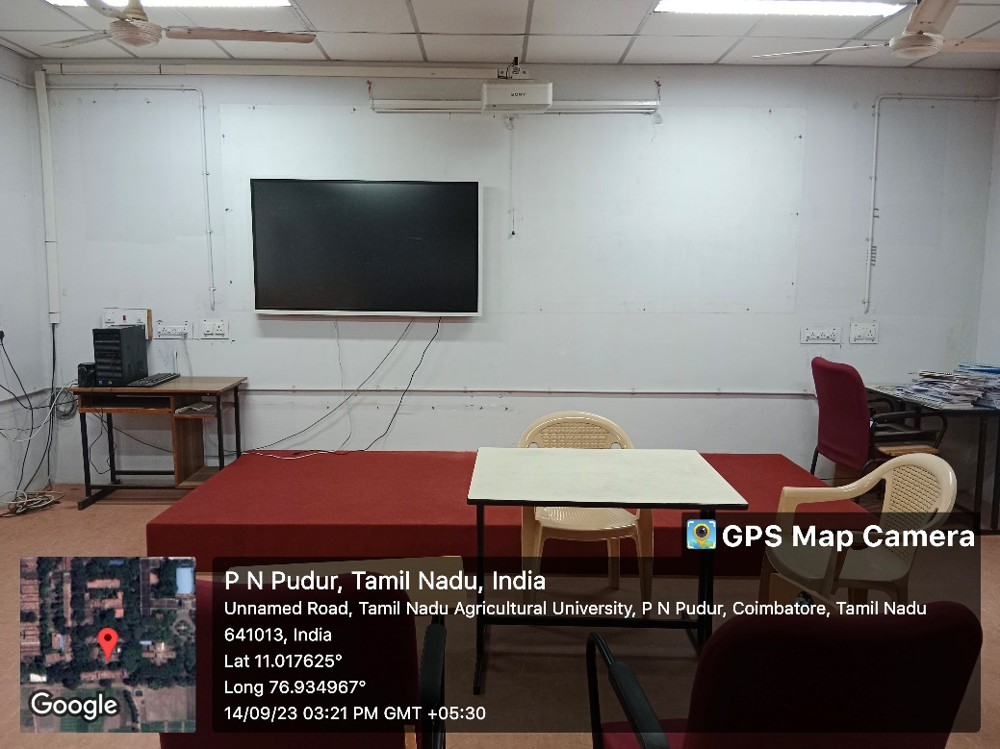 SONY
GPS Map Camera
P N Pudur, Tamil Nadu, India
Unnamed Road, Tamil Nadu Agricultural University, P N Pudur, Coimbatore, Tamil Nadu
641013, India
Lat 11.017625°
Long 76.934967°
14/09/23 03:21 PM GMT +05:30
Google